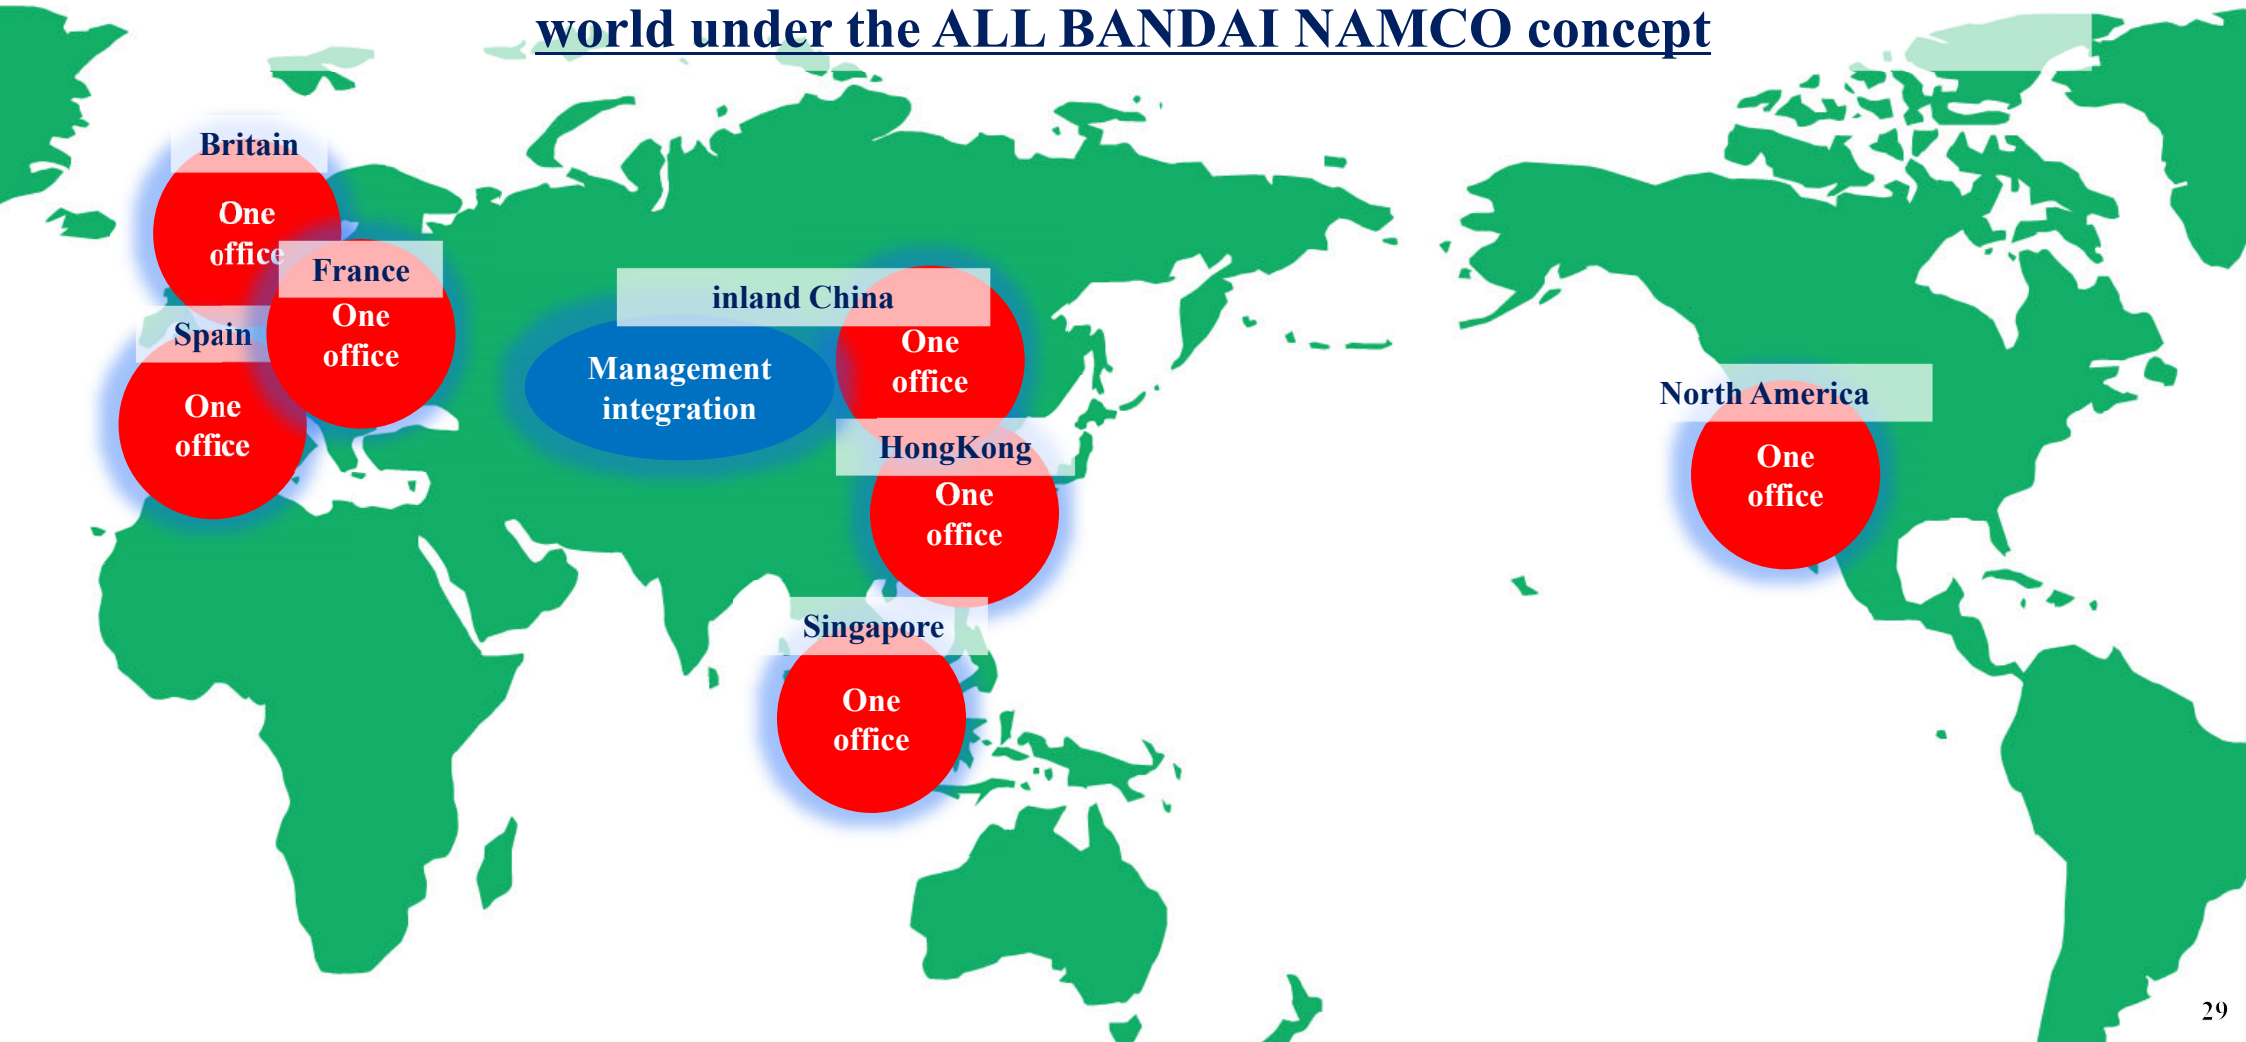 world under the ALL BANDAI NAMCO concept
Britain
One
office
France
One
office
Spain
One
office
inland China
One
office
Management
integration
HongKong
One
office
Singapore
One
office
North America
One
office
29